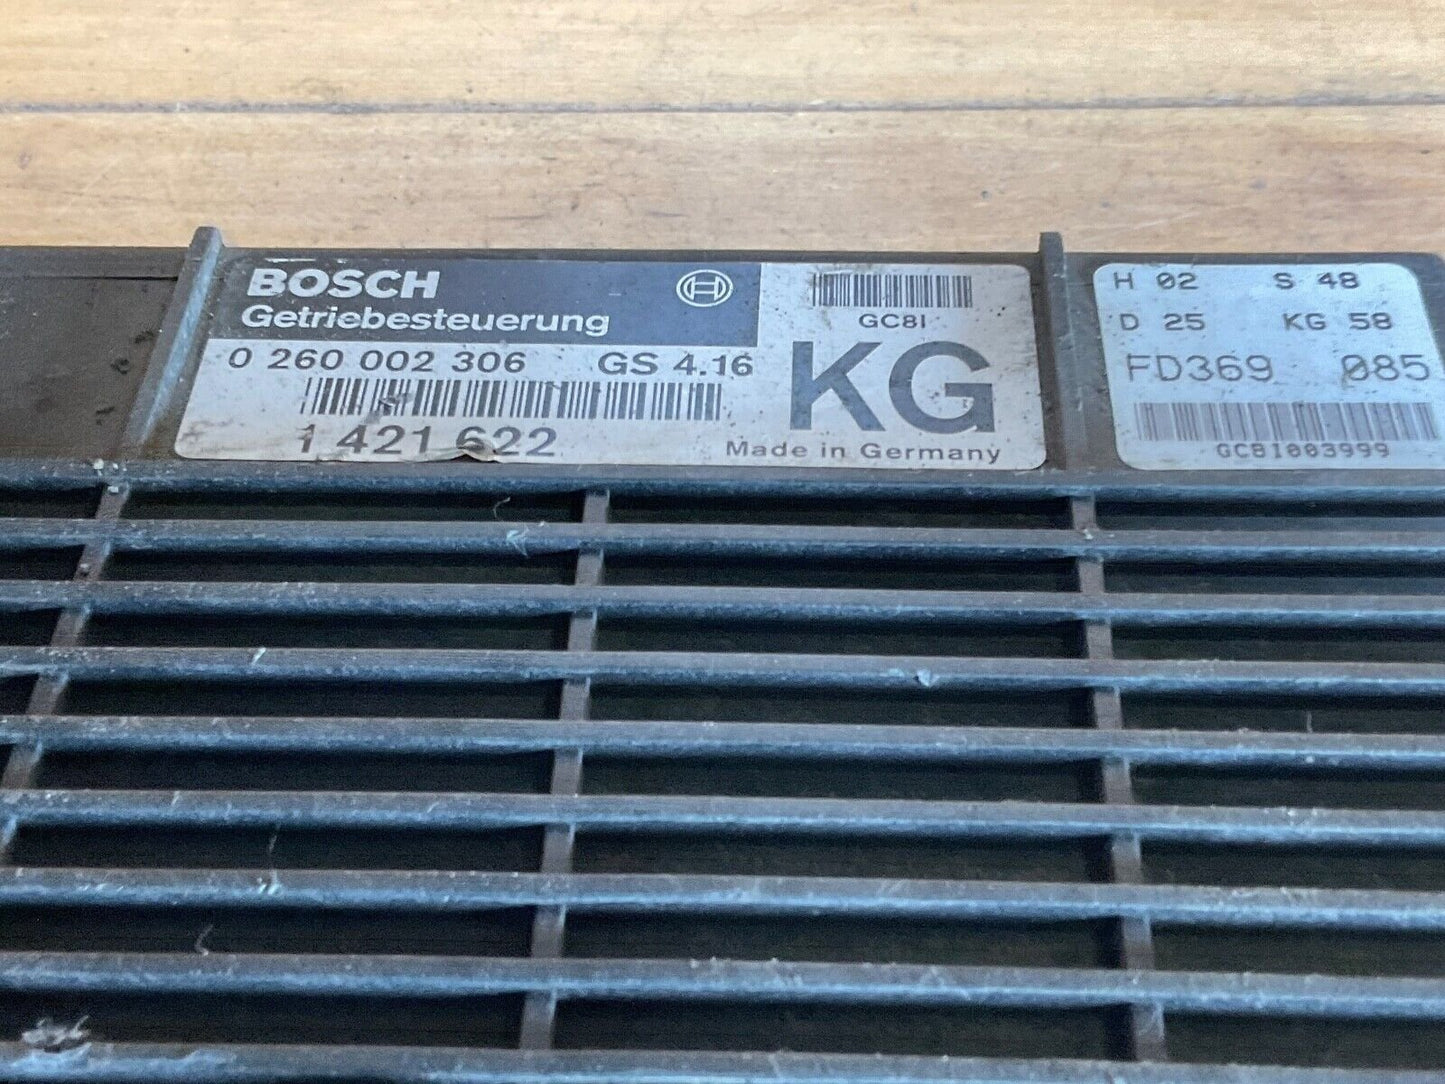 BOSCH
Getriebesteuerung
0 260 002 306 GS 4.16
1 421 622
GC8I
KG
Made in Germany
H 02 S 48
D 25 KG 58
FD369 085
GC8I003999